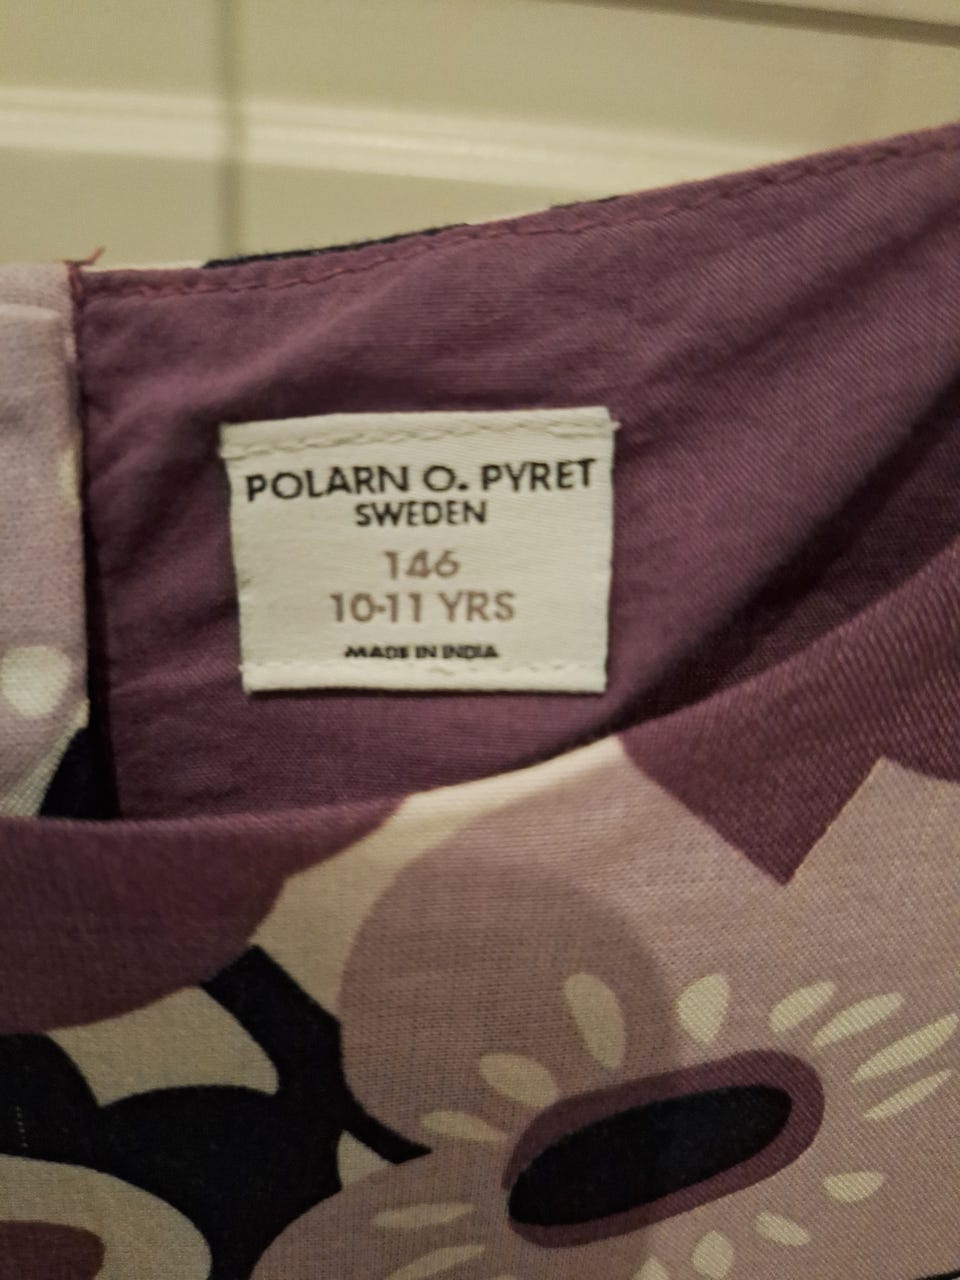 POLARN O. PYRET
SWEDEN
146
10-11 YRS
MADE IN INDIA